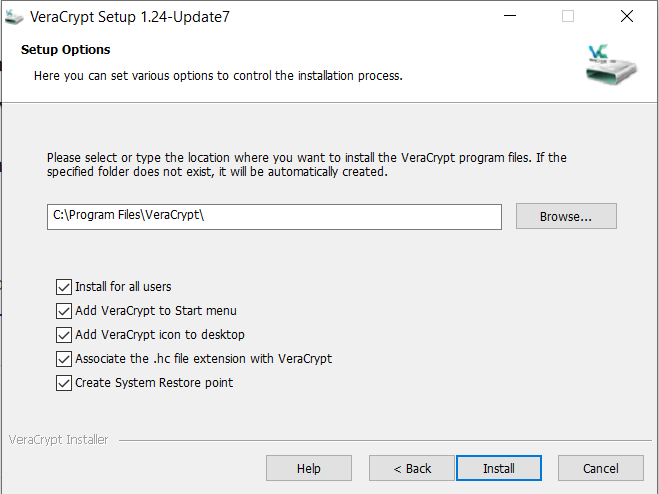 VeraCrypt Setup 1.24-Update7
Setup Options
Here you can set various options to control the installation process.
VC
Please select or type the location where you want to install the VeraCrypt program files. If the
specified folder does not exist, it will be automatically created.
C:\Program Files\VeraCrypt\
Browse...
Install for all users
Add VeraCrypt to Start menu
Add VeraCrypt icon to desktop
Associate the .hc file extension with VeraCrypt
Create System Restore point
VeraCrypt Installer
Help
< Back
Install
Cancel